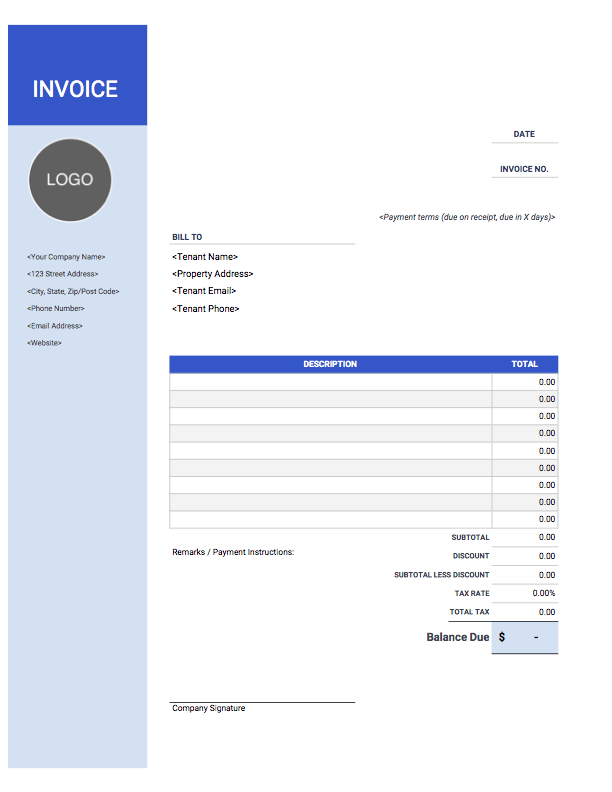 INVOICE
LOGO
<Your Company Name>
<123 Street Address>
<City, State, Zip/Post Code>
<Phone Number>
<Email Address>
<Website>
DATE
INVOICE NO.
<Payment terms (due on receipt, due in X days)>
BILL TO
<Tenant Name>
<Property Address>
<Tenant Email>
<Tenant Phone>
DESCRIPTION TOTAL
0.00
0.00
0.00
0.00
0.00
0.00
0.00
0.00
0.00
SUBTOTAL 0.00
Remarks / Payment Instructions:
DISCOUNT 0.00
SUBTOTAL LESS DISCOUNT 0.00
TAX RATE 0.00%
TOTAL TAX 0.00
Balance Due $ -
Company Signature